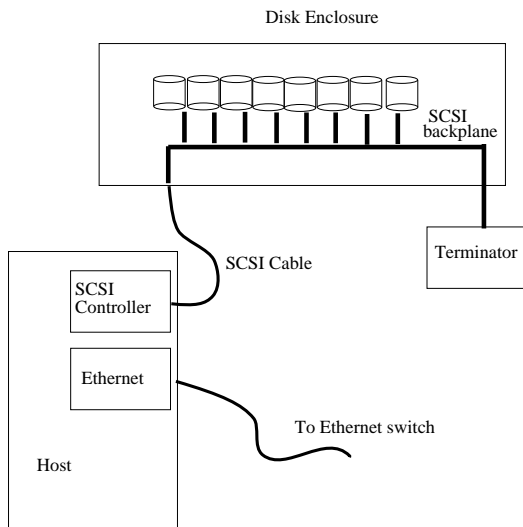 Disk Enclosure
SCSI
backplane
Terminator
SCSI Cable
SCSI
Controller
Ethernet
To Ethernet switch
Host